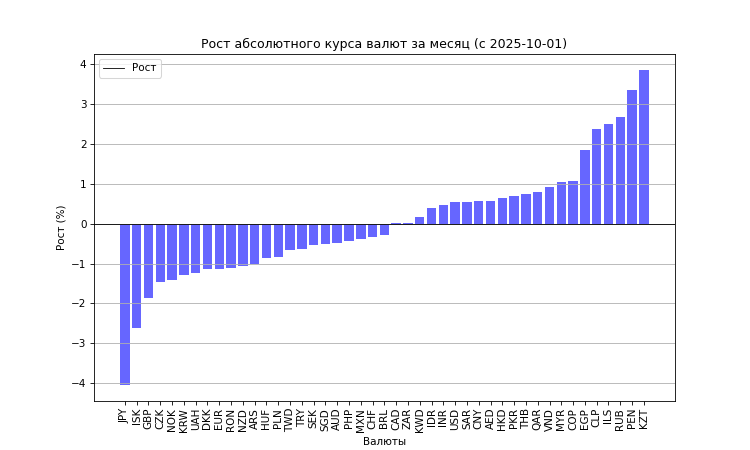 Рост абсолютного курса валют за месяц (с 2025-10-01)
Рост
Рост (%)
4
3
2
1
0
−1
−2
−3
−4
JPY
ISK
GBP
CZK
NOK
KRW
UAH
DKK
EUR
RON
NZD
ARS
HUF
PLN
TWD
TRY
SEK
SGD
AUD
PHP
MXN
CHF
BRL
CAD
ZAR
KWD
IDR
INR
USD
SAR
CNY
AED
HKD
PKR
THB
QAR
VND
MYR
COP
EGP
CLP
ILS
RUB
PEN
KZT
Валюты